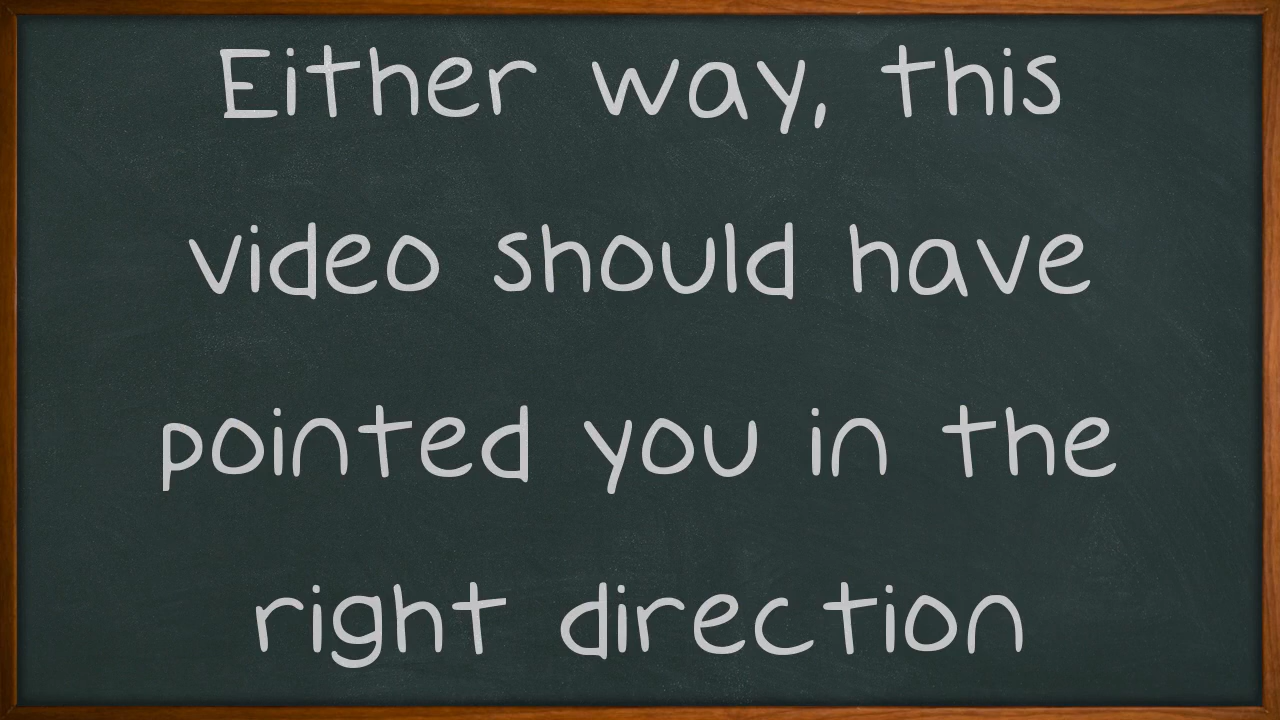 Either way, this
video should have
pointed you in the
right direction